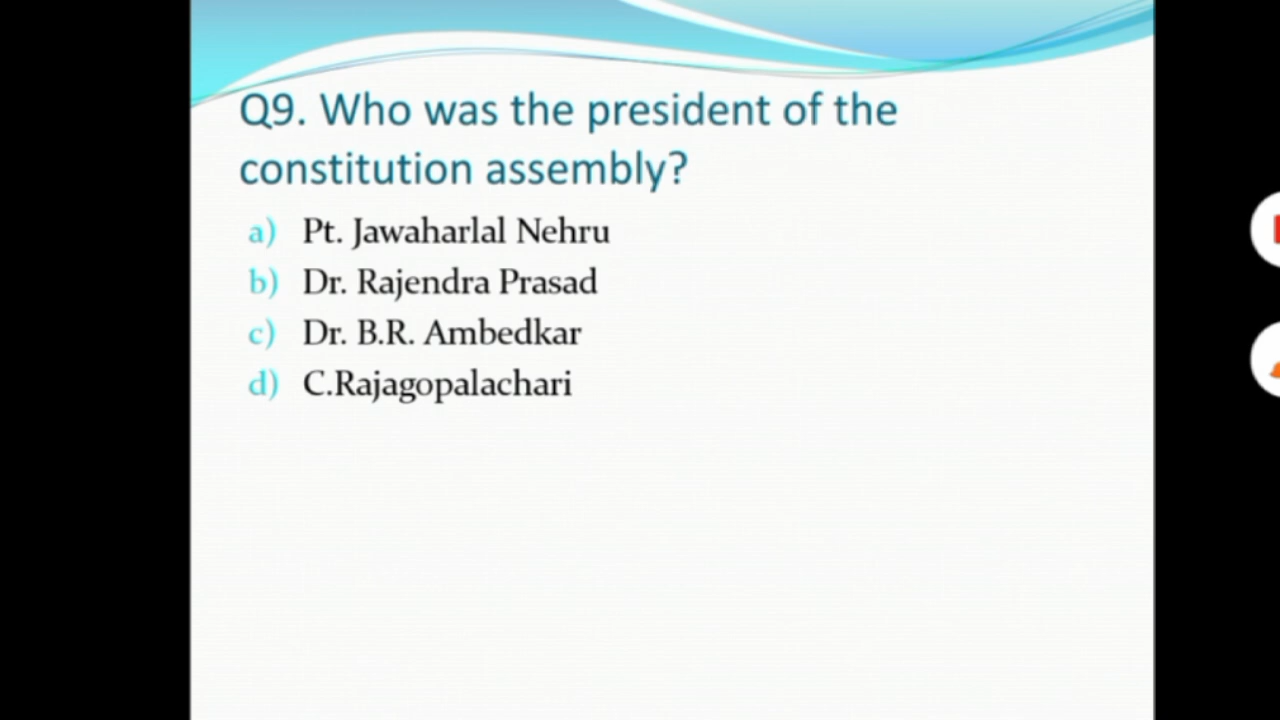 Q9. Who was the president of the
constitution assembly?
a) Pt. Jawaharlal Nehru
b) Dr. Rajendra Prasad
c) Dr. B.R. Ambedkar
d) C.Rajagopalachari